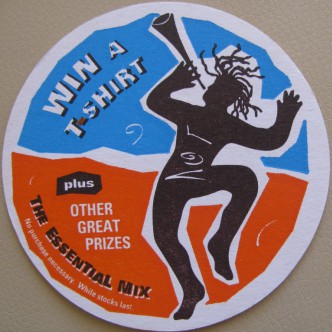 WIN A
T-SHIRT
plus
OTHER
GREAT
PRIZES
THE ESSENTIAL MIX
No purchase necessary. While stocks last.